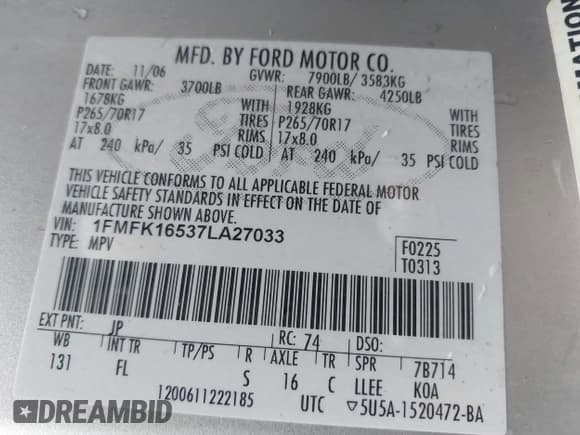 MFD. BY FORD MOTOR CO.
DATE: 11/06 GVWR: 7900LB/ 3583KG
FRONT GAWR: 3700LB REAR GAWR: 4250LB
1678KG WITH 1928KG WITH
P265/70R17 TIRES P265/70R17 TIRES
17x8.0 RIMS 17x8.0 RIMS
AT 240 kPa/ 35 PSI COLD AT 240 kPa/ 35 PSI COLD
THIS VEHICLE CONFORMS TO ALL APPLICABLE FEDERAL MOTOR
VEHICLE SAFETY STANDARDS IN EFFECT ON THE DATE OF
MANUFACTURE SHOWN ABOVE.
VIN: 1FMFK16537LA27033
TYPE: MPV
F0225
T0313
EXT PNT: JP RC: 74 DSO:
WB INT TR TP/PS R AXLE TR SPR 7B714
131 FL S 16 C LLEE KOA
1200611222185 UTC ▽5U5A-1520472-BA
Ford
DREAMBID